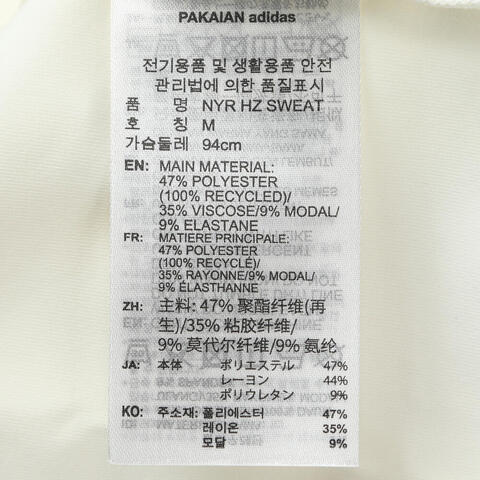 PAKAIAN adidas
전기용품 및 생활용품 안전
관리법에 의한 품질표시
품 명 NYR HZ SWEAT
호 칭 M
가슴둘레 94cm
EN: MAIN MATERIAL:
47% POLYESTER
(100% RECYCLED)/
35% VISCOSE/9% MODAL/
9% ELASTANE
FR: MATIERE PRINCIPALE:
47% POLYESTER
(100% RECYCLÉ)/
35% RAYONNE/9% MODAL/
9% ÉLASTHANNE
ZH: 主料: 47% 聚酯纤维(再
生)/35% 粘胶纤维/
9% 莫代尔纤维/9% 氨纶
JA: 本体 ポリエステル 47%
レーヨン 44%
ポリウレタン 9%
KO: 주소재: 폴리에스터 47%
레이온 35%
모달 9%